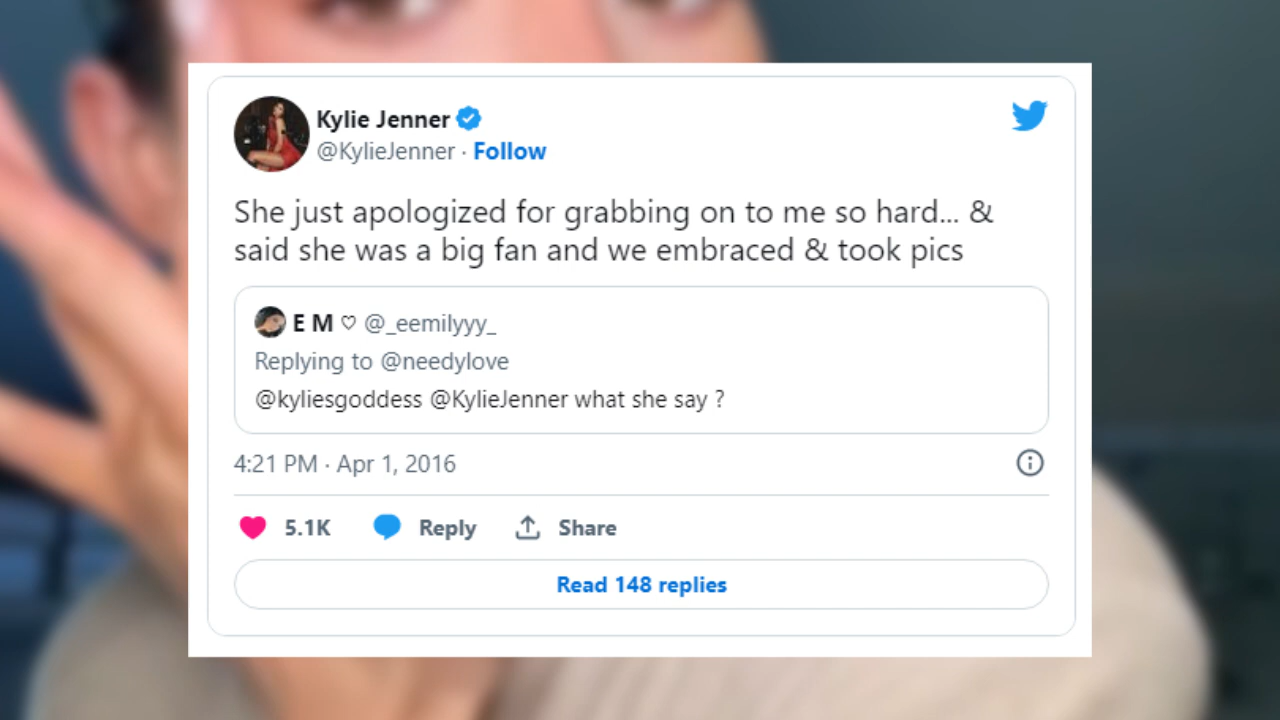 Kylie Jenner
@KylieJenner · Follow
She just apologized for grabbing on to me so hard... &
said she was a big fan and we embraced & took pics
E M ♡ @_eemilyyy_
Replying to @needylove
@kyliesgoddess @KylieJenner what she say ?
4:21 PM · Apr 1, 2016
5.1K Reply Share
Read 148 replies